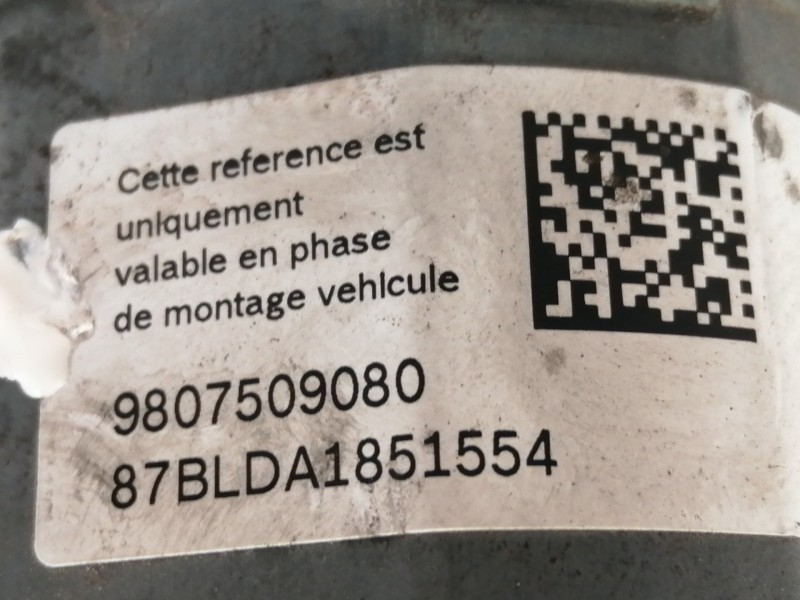 Cette reference est
uniquement
valable en phase
de montage vehicule
9807509080
87BLDA1851554